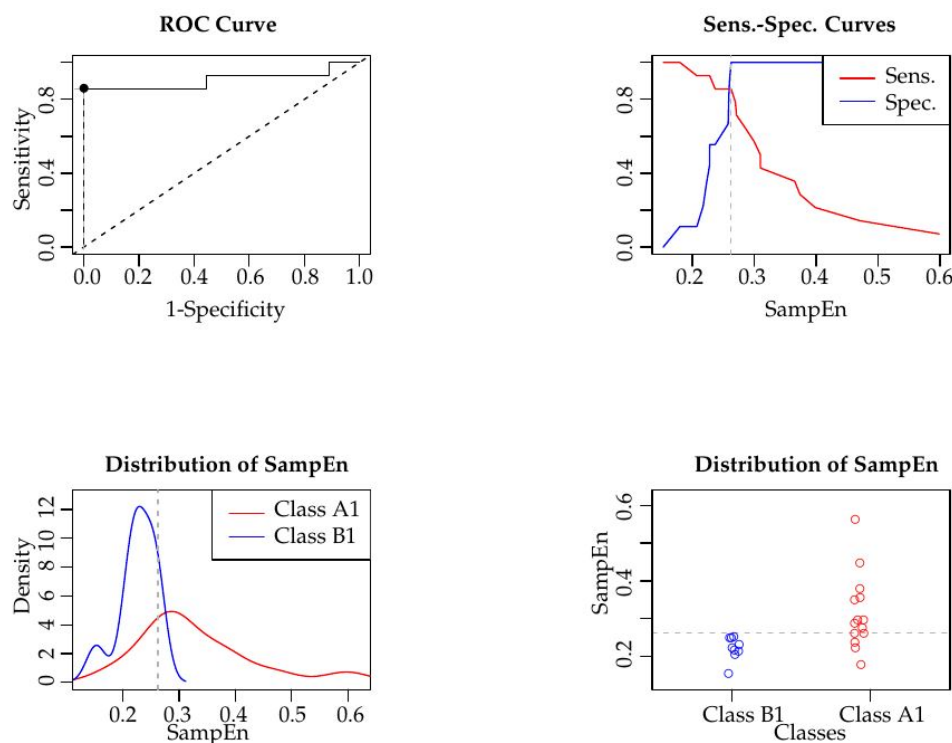 ROC Curve
Sensitivity
0.0 0.4 0.8
0.0 0.2 0.4 0.6 0.8 1.0
1-Specificity
Sens.-Spec. Curves
Sens.
Spec.
0.0 0.4 0.8
0.2 0.3 0.4 0.5 0.6
SampEn
Distribution of SampEn
Class A1
Class B1
Density
0 2 4 6 8 10 12
0.2 0.3 0.4 0.5 0.6
SampEn
Distribution of SampEn
SampEn
0.2 0.4 0.6
Class B1 Class A1
Classes